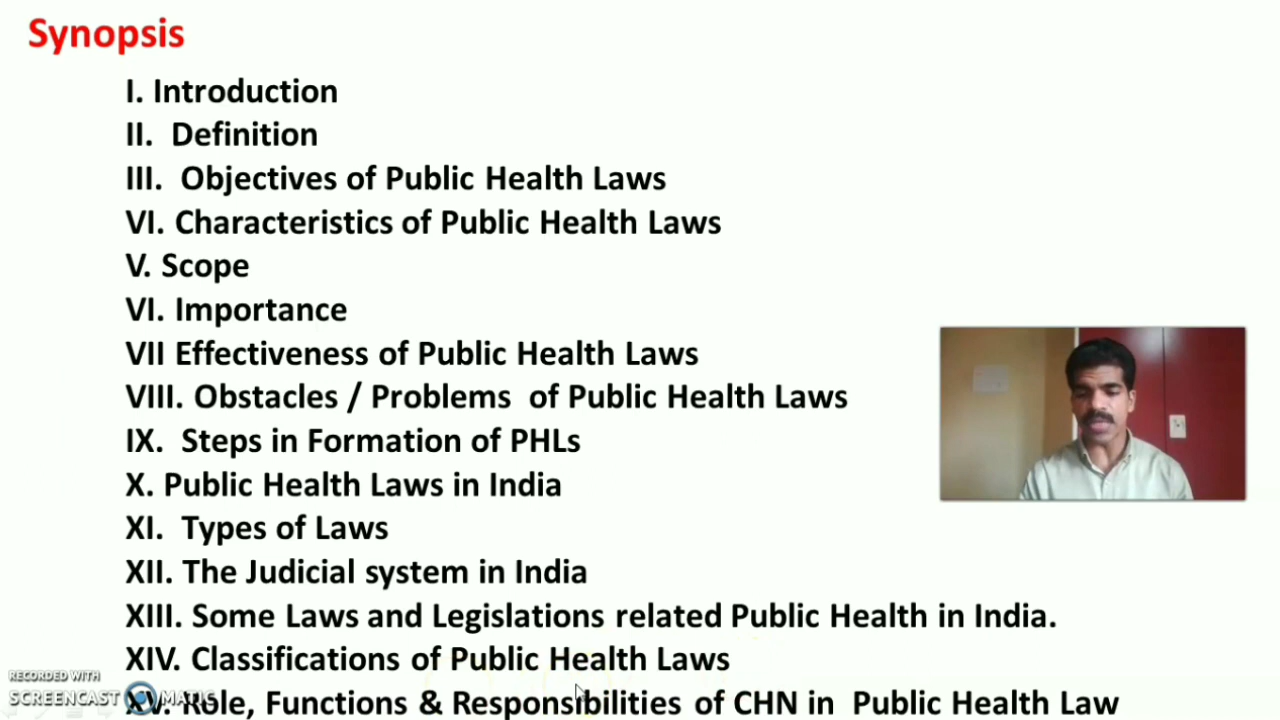 Synopsis
I. Introduction
II. Definition
III. Objectives of Public Health Laws
VI. Characteristics of Public Health Laws
V. Scope
VI. Importance
VII Effectiveness of Public Health Laws
VIII. Obstacles / Problems of Public Health Laws
IX. Steps in Formation of PHLs
X. Public Health Laws in India
XI. Types of Laws
XII. The Judicial system in India
XIII. Some Laws and Legislations related Public Health in India.
XIV. Classifications of Public Health Laws
XV. Role, Functions & Responsibilities of CHN in Public Health Law
RECORDED WITH
SCREENCAST MATIC